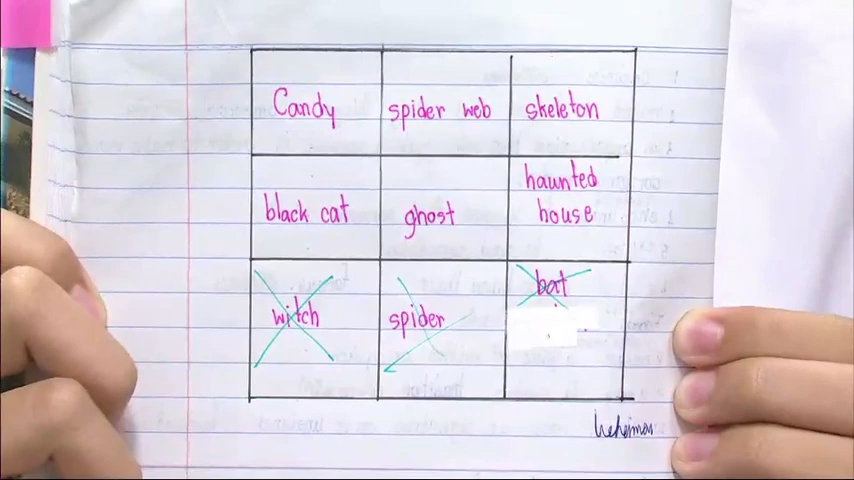 Candy spider web skeleton
black cat ghost haunted
house
witch spider bat